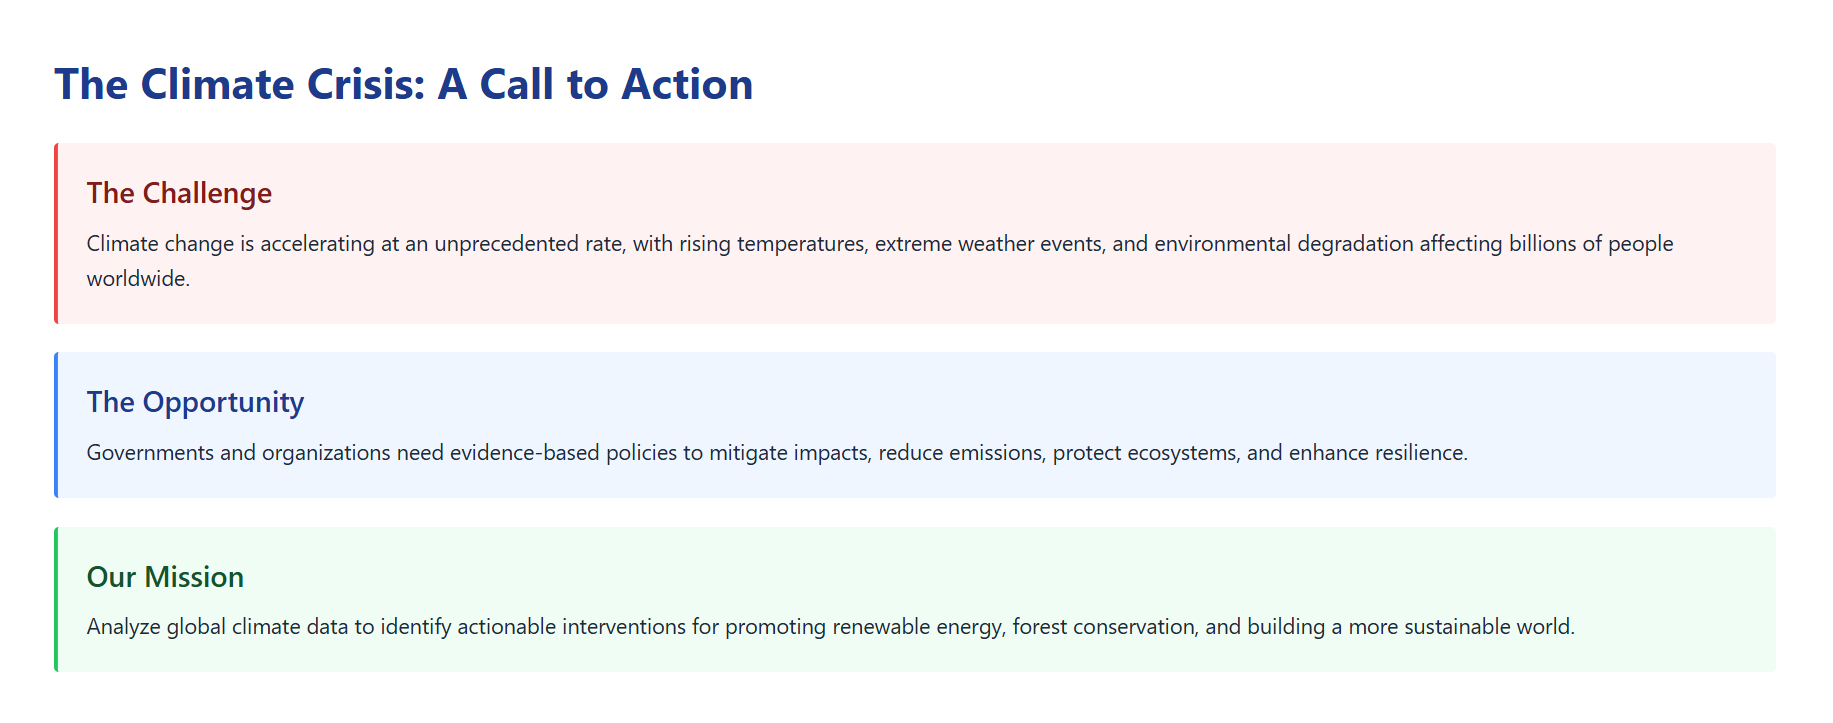 The Climate Crisis: A Call to Action
The Challenge
Climate change is accelerating at an unprecedented rate, with rising temperatures, extreme weather events, and environmental degradation affecting billions of people
worldwide.
The Opportunity
Governments and organizations need evidence-based policies to mitigate impacts, reduce emissions, protect ecosystems, and enhance resilience.
Our Mission
Analyze global climate data to identify actionable interventions for promoting renewable energy, forest conservation, and building a more sustainable world.